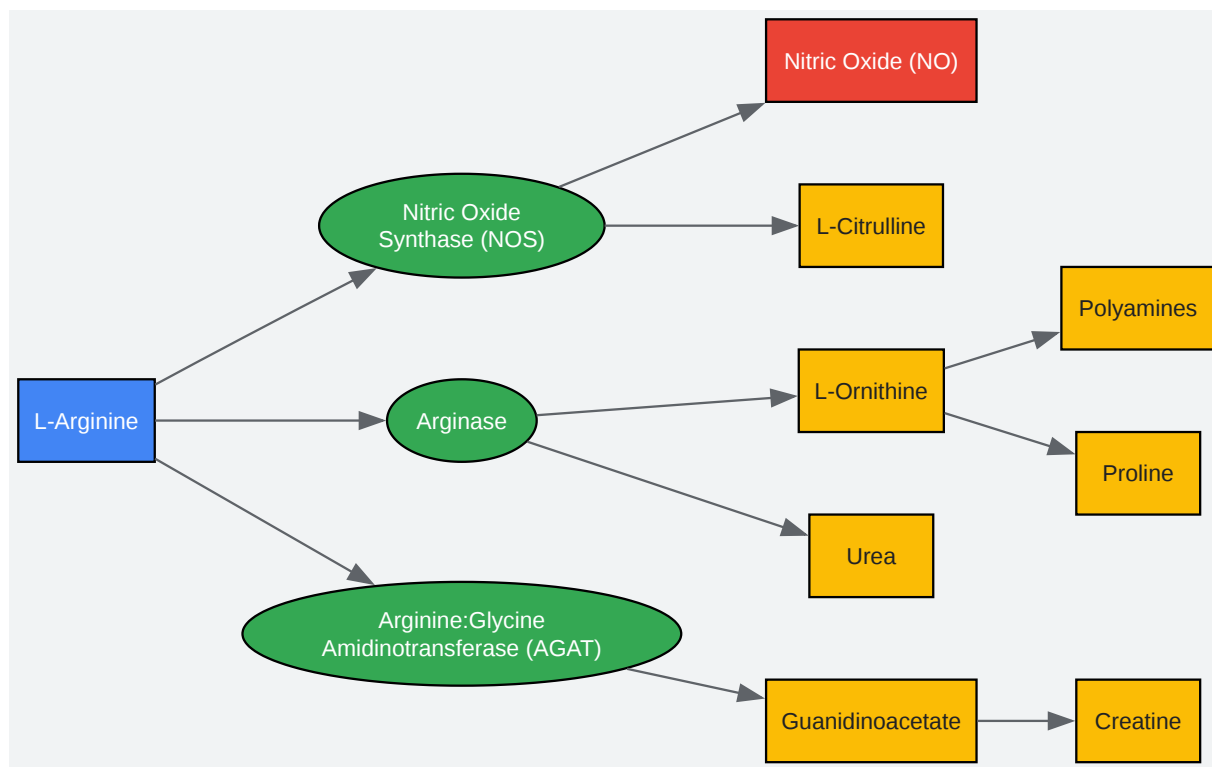 Nitric Oxide (NO)
Nitric Oxide
Synthase (NOS)
L-Citrulline
Polyamines
L-Ornithine
L-Arginine
Arginase
Proline
Urea
Arginine:Glycine
Amidinotransferase (AGAT)
Guanidinoacetate
Creatine